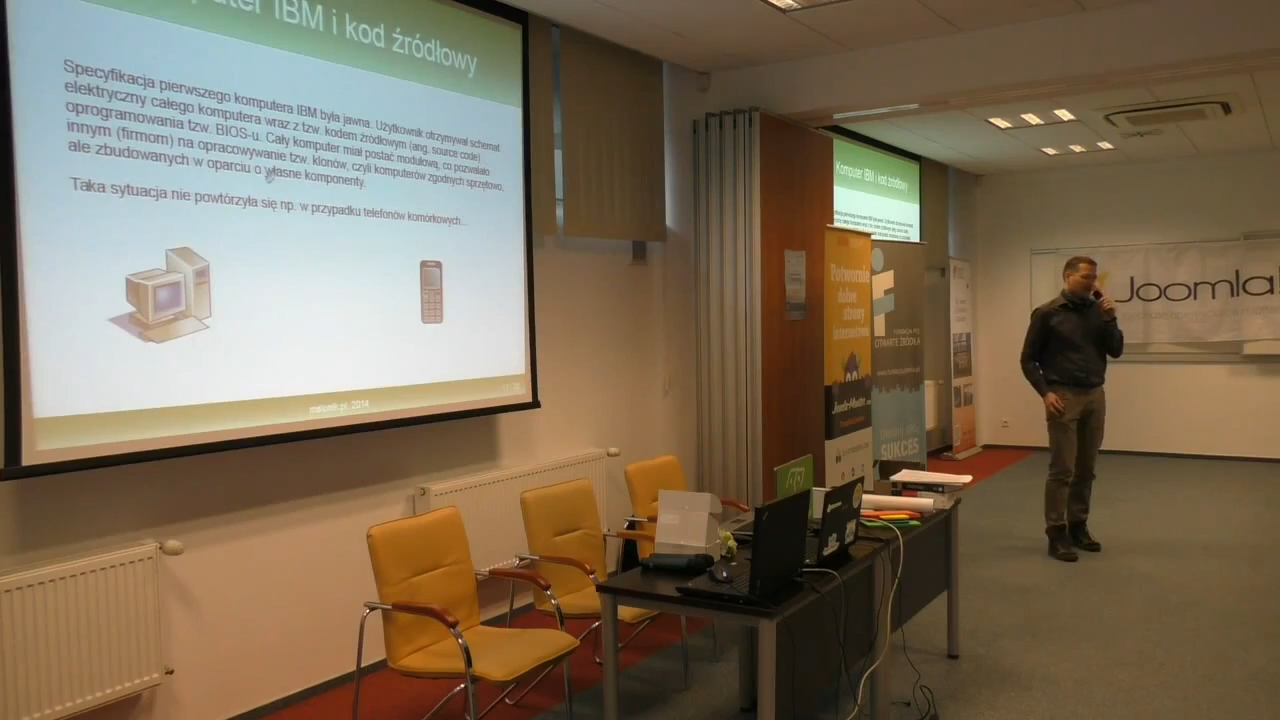 Komputer IBM i kod źródłowy
Specyfikacja pierwszego komputera IBM była jawna. Użytkownik otrzymywał schemat
elektryczny całego komputera wraz z tzw. kodem źródłowym (ang. source code)
oprogramowania tzw. BIOS-u. Cały komputer miał postać modułową, co pozwalało
innym (firmom) na opracowywanie tzw. klonów, czyli komputerów zgodnych sprzętowo,
ale zbudowanych w oparciu o własne komponenty.
Taka sytuacja nie powtórzyła się np. w przypadku telefonów komórkowych...
2014
Komputer IBM i kod źródłowy
Potwornie
dobre
strony
internetowe
FUNDACJA PCJ
OTWARTE ŹRÓDŁA
SUKCES
Joomla!